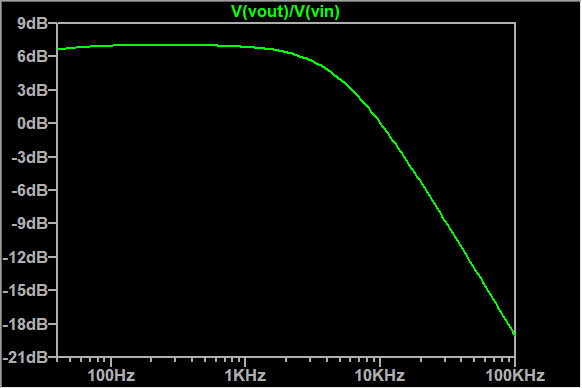 V(vout)/V(vin)
9dB
6dB
3dB
0dB
-3dB
-6dB
-9dB
-12dB
-15dB
-18dB
-21dB
100Hz 1KHz 10KHz 100KHz